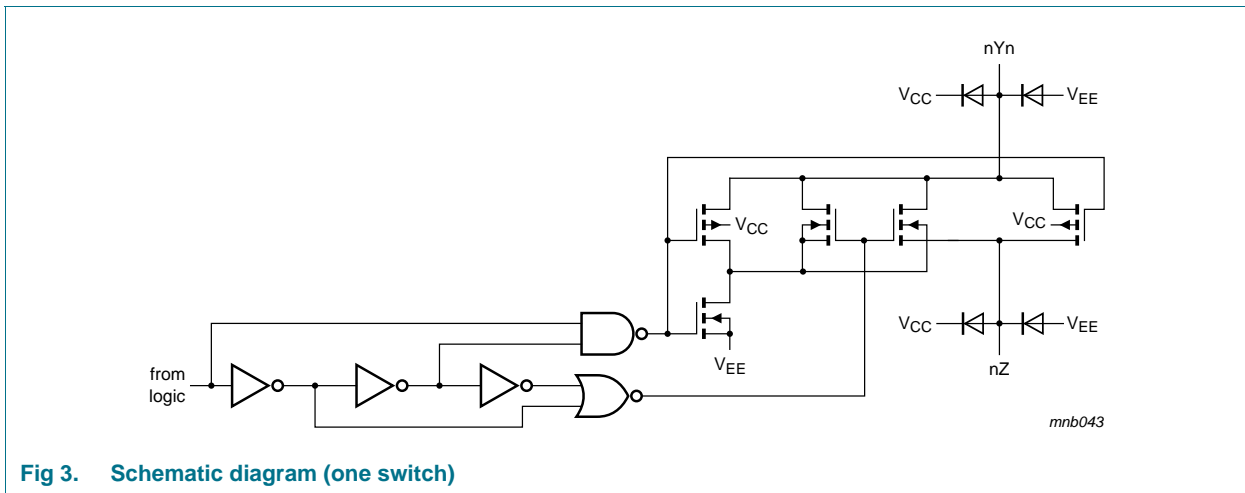 nYn
VCC
VEE
VCC
VCC
VCC
VEE
VEE
nZ
from
logic
mnb043
Fig 3. Schematic diagram (one switch)